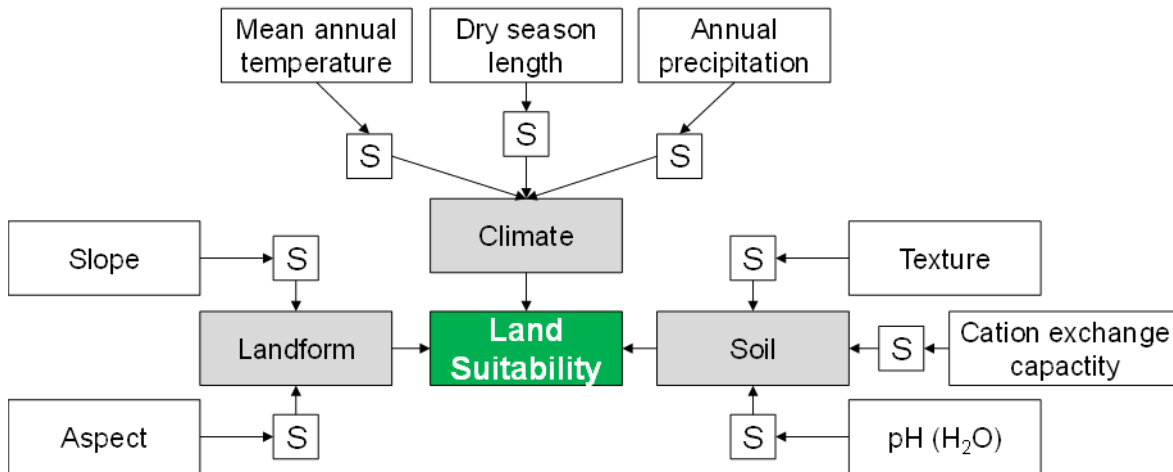 Mean annual
temperature
Dry season
length
Annual
precipitation
S
S
S
Climate
Slope
S
S
Texture
Landform
Land
Suitability
Soil
S
Cation exchange
capactity
Aspect
S
S
pH (H₂O)